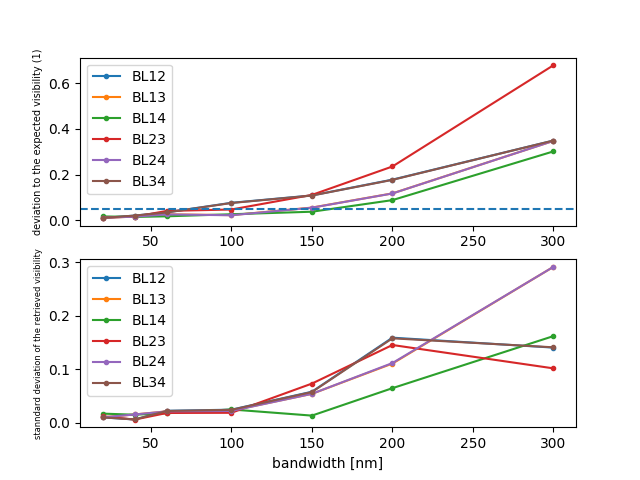 deviation to the expected visibility (1)
0.6
0.4
0.2
0.0
BL12
BL13
BL14
BL23
BL24
BL34
50 100 150 200 250 300
stanndard deviation of the retrieved visibility
0.3
0.2
0.1
0.0
BL12
BL13
BL14
BL23
BL24
BL34
50 100 150 200 250 300
bandwidth [nm]